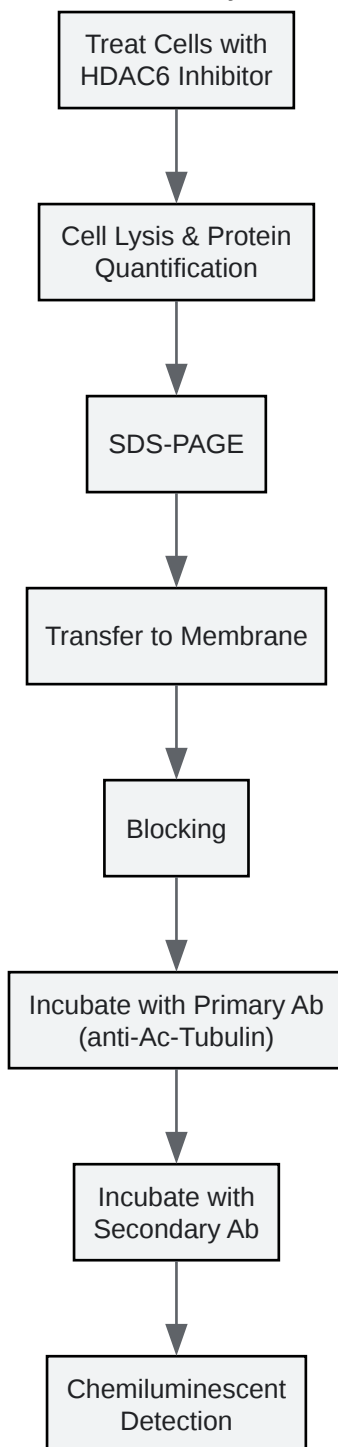 Treat Cells with
HDAC6 Inhibitor
Cell Lysis & Protein
Quantification
SDS-PAGE
Transfer to Membrane
Blocking
Incubate with Primary Ab
(anti-Ac-Tubulin)
Incubate with
Secondary Ab
Chemiluminescent
Detection